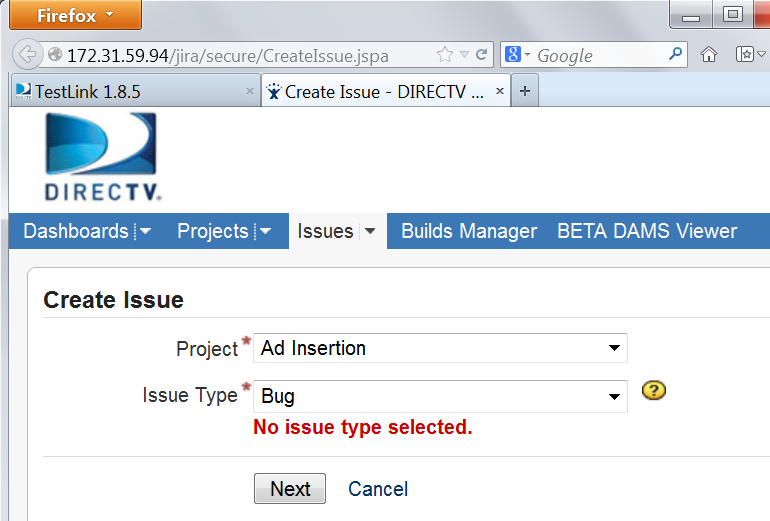 Firefox
172.31.59.94/jira/secure/CreateIssue.jspa
Google
TestLink 1.8.5
Create Issue - DIRECTV ...
DIRECTV.
Dashboards Projects Issues Builds Manager BETA DAMS Viewer
Create Issue
Project * Ad Insertion
Issue Type * Bug ?
No issue type selected.
Next Cancel